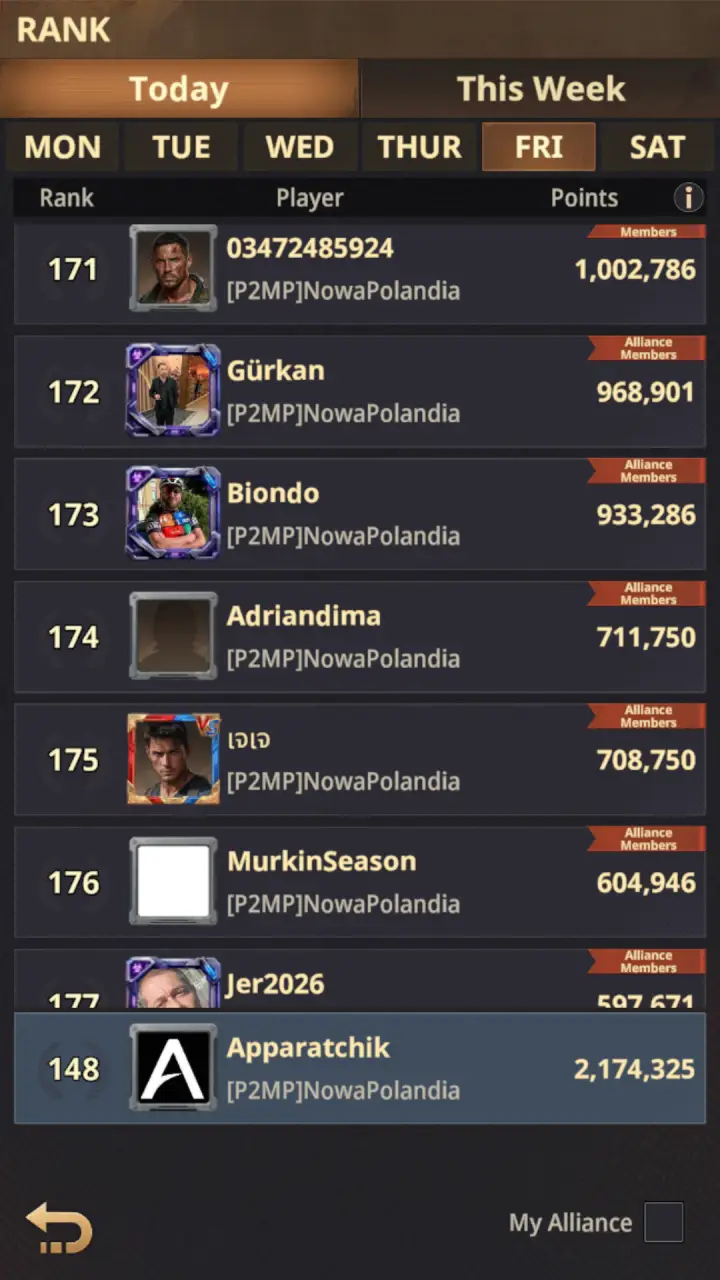 RANK
Today
This Week
MON
TUE
WED
THUR
FRI
SAT
Rank
Player
Points
i
171
03472485924
[P2MP]NowaPolandia
Members
1,002,786
172
Gürkan
[P2MP]NowaPolandia
Alliance
Members
968,901
173
Biondo
[P2MP]NowaPolandia
Alliance
Members
933,286
174
Adriandima
[P2MP]NowaPolandia
Alliance
Members
711,750
175
VS
เจเจ
[P2MP]NowaPolandia
Alliance
Members
708,750
176
MurkinSeason
[P2MP]NowaPolandia
Alliance
Members
604,946
177
Jer2026
Alliance
Members
597,671
148
A
Apparatchik
[P2MP]NowaPolandia
2,174,325
My Alliance